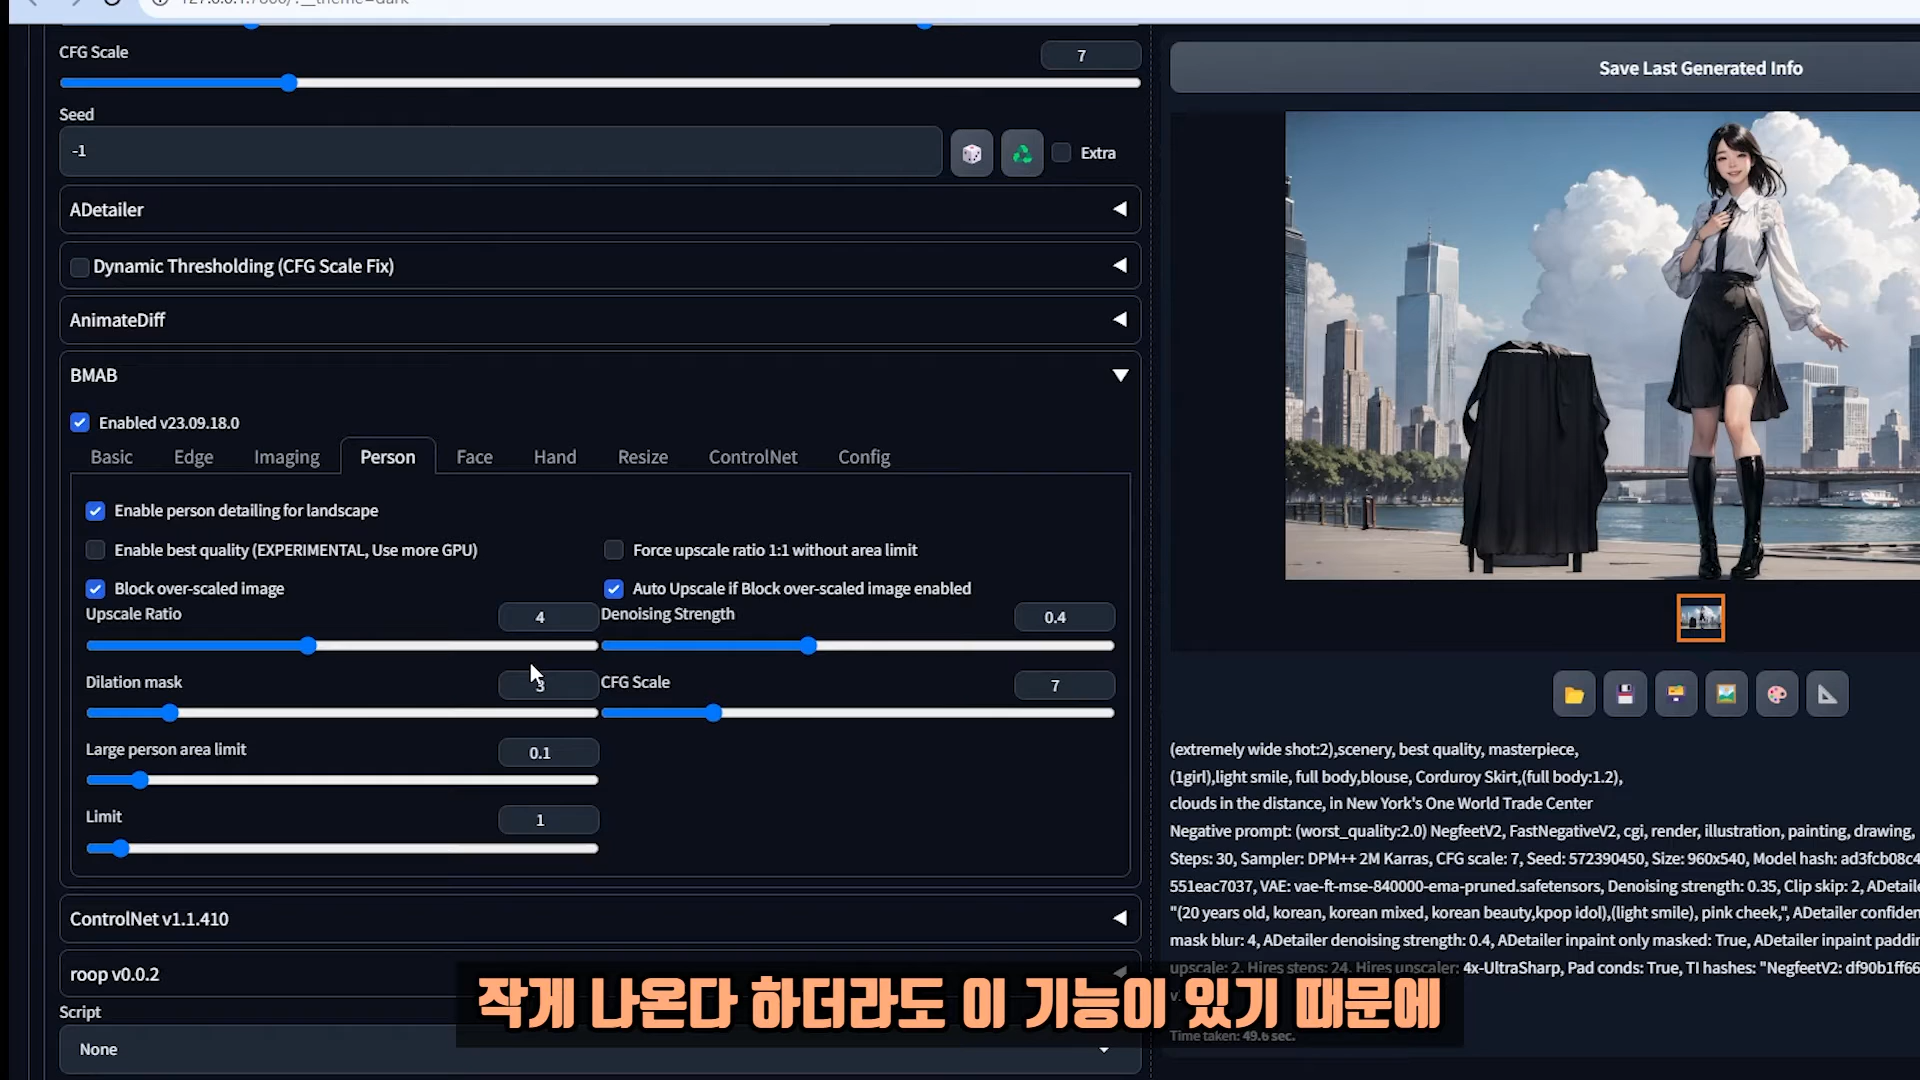 CFG Scale
7
Seed
-1
Extra
ADetailer
Dynamic Thresholding (CFG Scale Fix)
AnimateDiff
BMAB
Enabled v23.09.18.0
Basic
Edge
Imaging
Person
Face
Hand
Resize
ControlNet
Config
Enable person detailing for landscape
Enable best quality (EXPERIMENTAL, Use more GPU)
Force upscale ratio 1:1 without area limit
Block over-scaled image
Auto Upscale if Block over-scaled image enabled
Upscale Ratio
4
Denoising Strength
0.4
Dilation mask
3
CFG Scale
7
Large person area limit
0.1
Limit
1
ControlNet v1.1.410
roop v0.0.2
Script
None
Save Last Generated Info
(extremely wide shot:2),scenery, best quality, masterpiece,
(1girl),light smile, full body,blouse, Corduroy Skirt,(full body:1.2),
clouds in the distance, in New York's One World Trade Center
Negative prompt: (worst_quality:2.0) NegfeetV2, FastNegativeV2, cgi, render, illustration, painting, drawing,
Steps: 30, Sampler: DPM++ 2M Karras, CFG scale: 7, Seed: 572390450, Size: 960x540, Model hash: ad3fcb08c4
551eac7037, VAE: vae-ft-mse-840000-ema-pruned.safetensors, Denoising strength: 0.35, Clip skip: 2, ADetaile
"(20 years old, korean, korean mixed, korean beauty,kpop idol),(light smile), pink cheek,", ADetailer confiden
mask blur: 4, ADetailer denoising strength: 0.4, ADetailer inpaint only masked: True, ADetailer inpaint paddin
upscale: 2, Hires steps: 24, Hires upscaler: 4x-UltraSharp, Pad conds: True, TI hashes: "NegfeetV2: df90b1ff66
Time taken: 49.6 sec.
작게 나온다 하더라도 이 기능이 있기 때문에